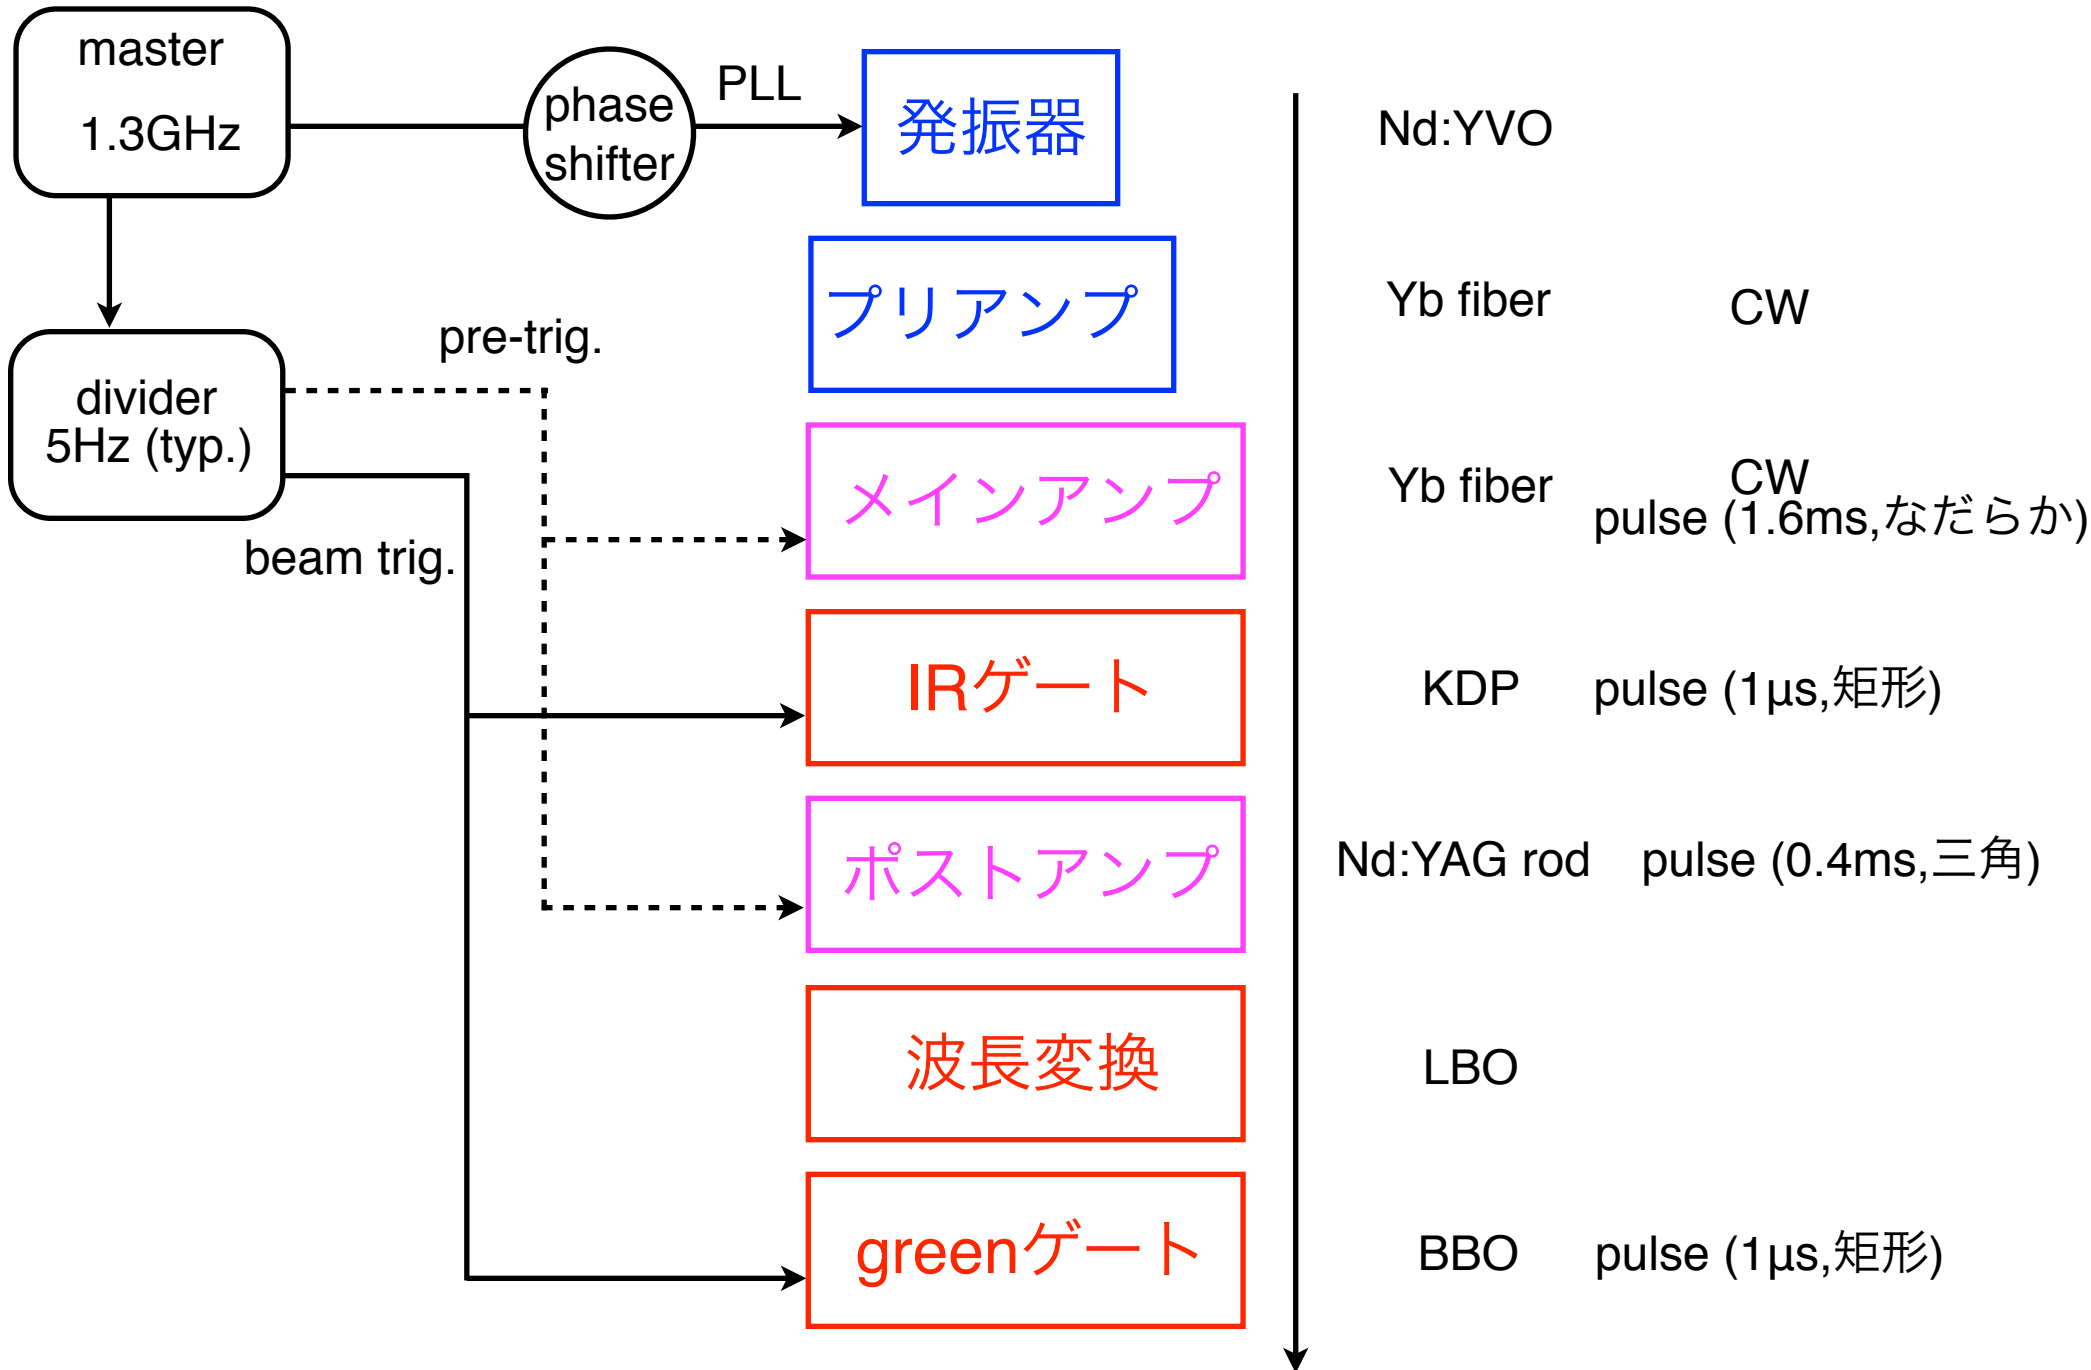 master
1.3GHz
phase
shifter
PLL
発振器
Nd:YVO
プリアンプ
Yb fiber
CW
divider
5Hz (typ.)
pre-trig.
beam trig.
メインアンプ
Yb fiber
CW
pulse (1.6ms,なだらか)
IRゲート
KDP
pulse (1µs,矩形)
ポストアンプ
Nd:YAG rod
pulse (0.4ms,三角)
波長変換
LBO
greenゲート
BBO
pulse (1µs,矩形)